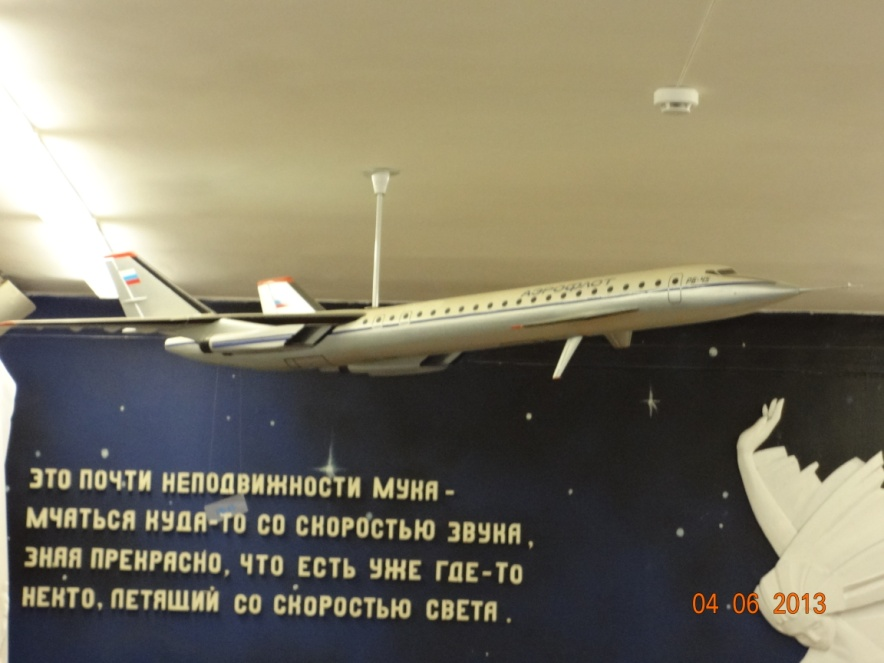 АЭРОФЛОТ
ЭТО ПОЧТИ НЕПОДВИЖНОСТИ МУКА –
МЧАТЬСЯ КУДА-ТО СО СКОРОСТЬЮ ЗВУКА,
ЗНАЯ ПРЕКРАСНО, ЧТО ЕСТЬ УЖЕ ГДЕ-ТО
НЕКТО, ЛЕТЯЩИЙ СО СКОРОСТЬЮ СВЕТА.
04 06 2013